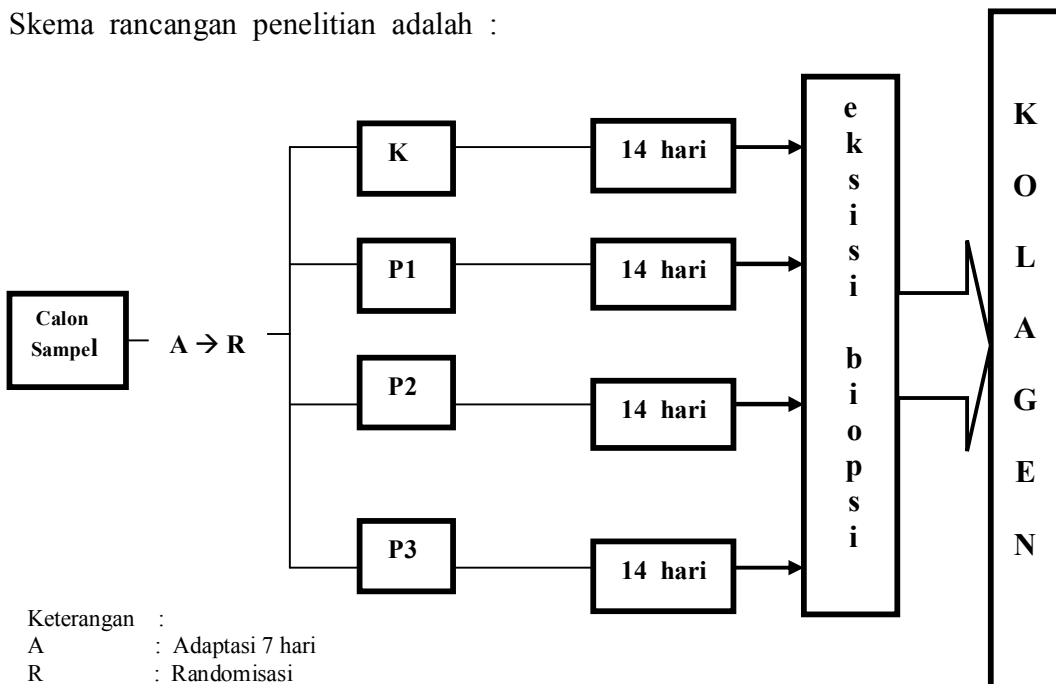 Skema rancangan penelitian adalah :
Calon
Sampel
A → R
K
14 hari
P1
14 hari
P2
14 hari
P3
14 hari
eksisi biopsi
KOLAGEN
Keterangan :
A : Adaptasi 7 hari
R : Randomisasi